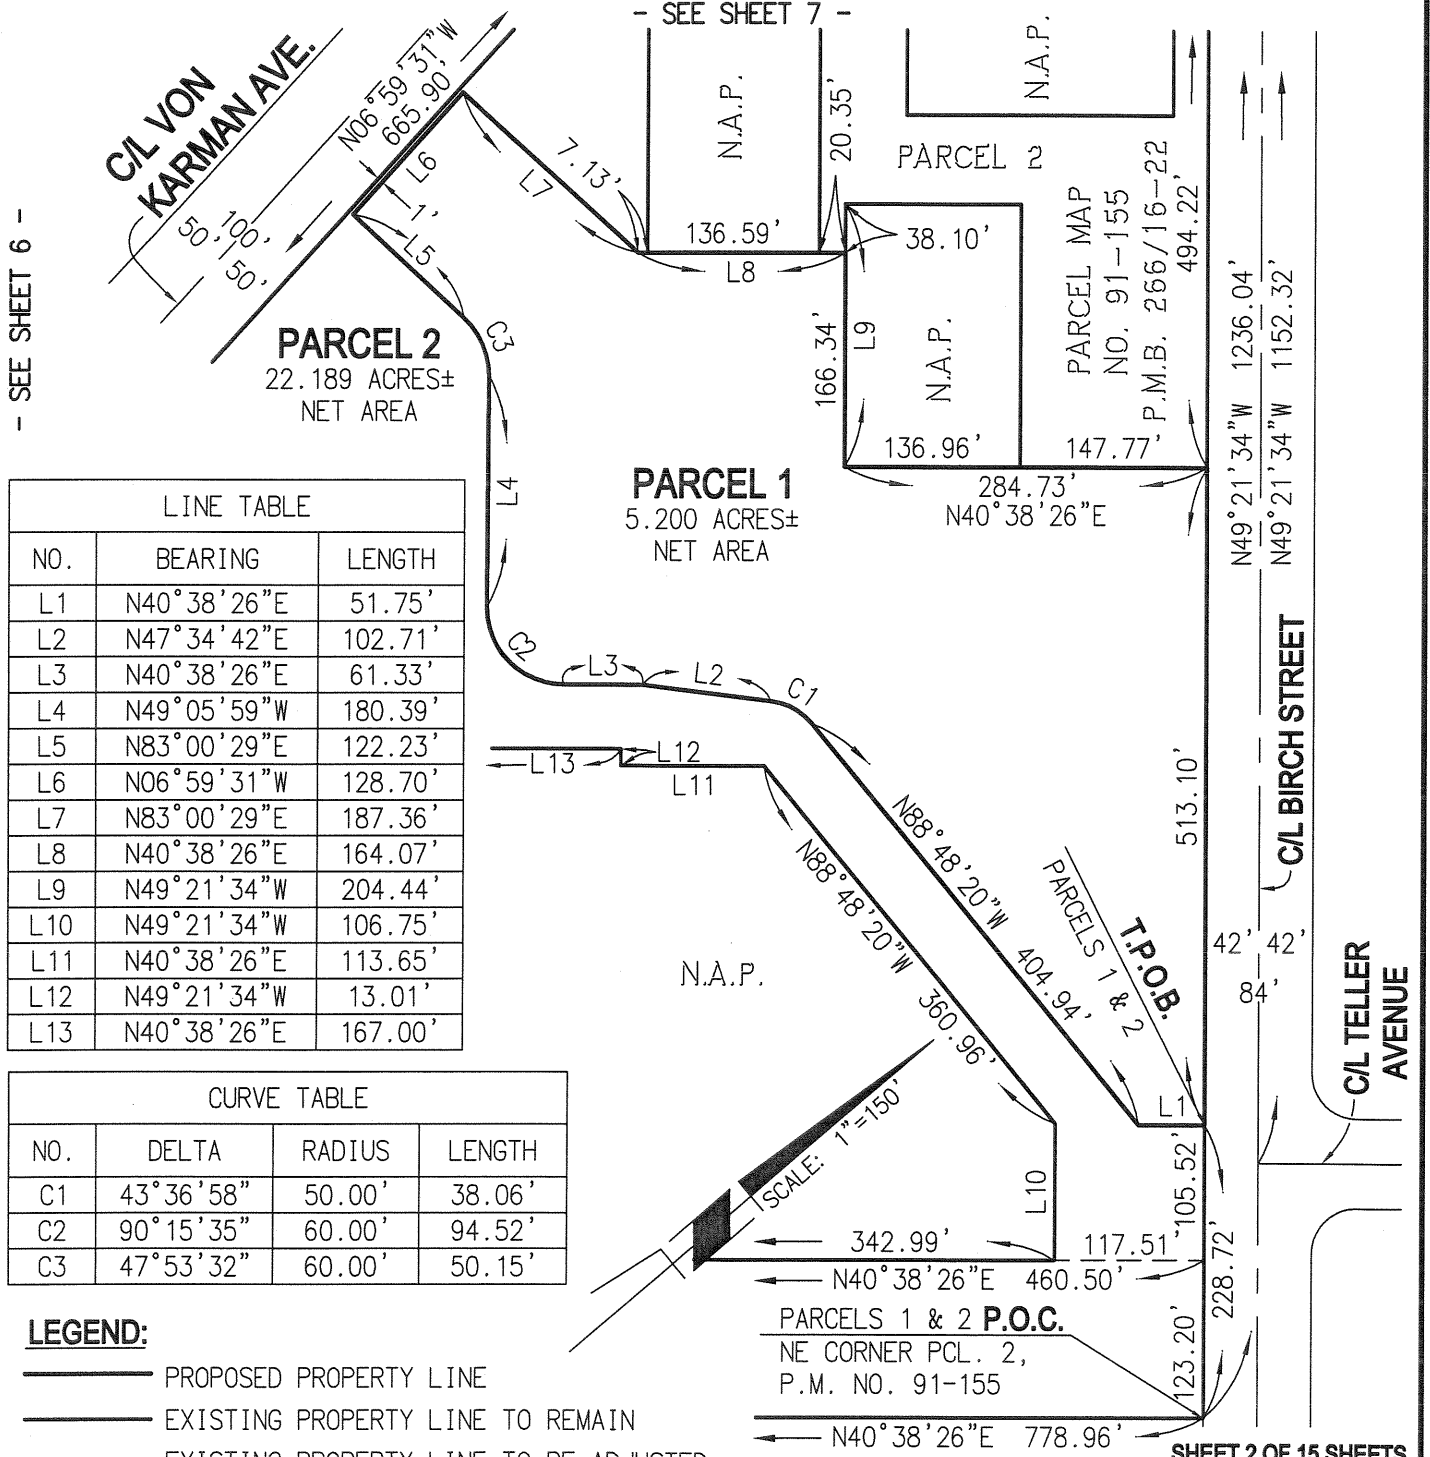 - SEE SHEET 7 -
- SEE SHEET 6 -
C/L VON
KARMAN AVE.
N06°59'31"W
665.90'
50'
100'
50'
L6
1'
L5
L7
7.13'
N.A.P.
136.59'
L8
20.35'
N.A.P.
PARCEL 2
38.10'
PARCEL MAP
NO. 91-155
P.M.B. 266/16-22
494.22'
166.34'
L9
N.A.P.
136.96'
147.77'
284.73'
N40°38'26"E
N49°21'34"W 1236.04'
N49°21'34"W 1152.32'
PARCEL 2
22.189 ACRES±
NET AREA
C3
L4
PARCEL 1
5.200 ACRES±
NET AREA
C2
L3
L2
C1
L13
L12
L11
N88°48'20"W 404.94'
N88°48'20"W 360.96'
N.A.P.
513.10'
C/L BIRCH STREET
T.P.O.B.
PARCELS 1 & 2
42' 42'
84'
C/L TELLER
AVENUE
L1
L10
105.52'
SCALE: 1"=150'
342.99'
117.51'
N40°38'26"E 460.50'
228.72'
123.20'
PARCELS 1 & 2 P.O.C.
NE CORNER PCL. 2,
P.M. NO. 91-155
N40°38'26"E 778.96'
LINE TABLE
NO. BEARING LENGTH
L1 N40°38'26"E 51.75'
L2 N47°34'42"E 102.71'
L3 N40°38'26"E 61.33'
L4 N49°05'59"W 180.39'
L5 N83°00'29"E 122.23'
L6 N06°59'31"W 128.70'
L7 N83°00'29"E 187.36'
L8 N40°38'26"E 164.07'
L9 N49°21'34"W 204.44'
L10 N49°21'34"W 106.75'
L11 N40°38'26"E 113.65'
L12 N49°21'34"W 13.01'
L13 N40°38'26"E 167.00'
CURVE TABLE
NO. DELTA RADIUS LENGTH
C1 43°36'58" 50.00' 38.06'
C2 90°15'35" 60.00' 94.52'
C3 47°53'32" 60.00' 50.15'
LEGEND:
PROPOSED PROPERTY LINE
EXISTING PROPERTY LINE TO REMAIN
EXISTING PROPERTY LINE TO BE ADJUSTED
SHEET 2 OF 15 SHEETS